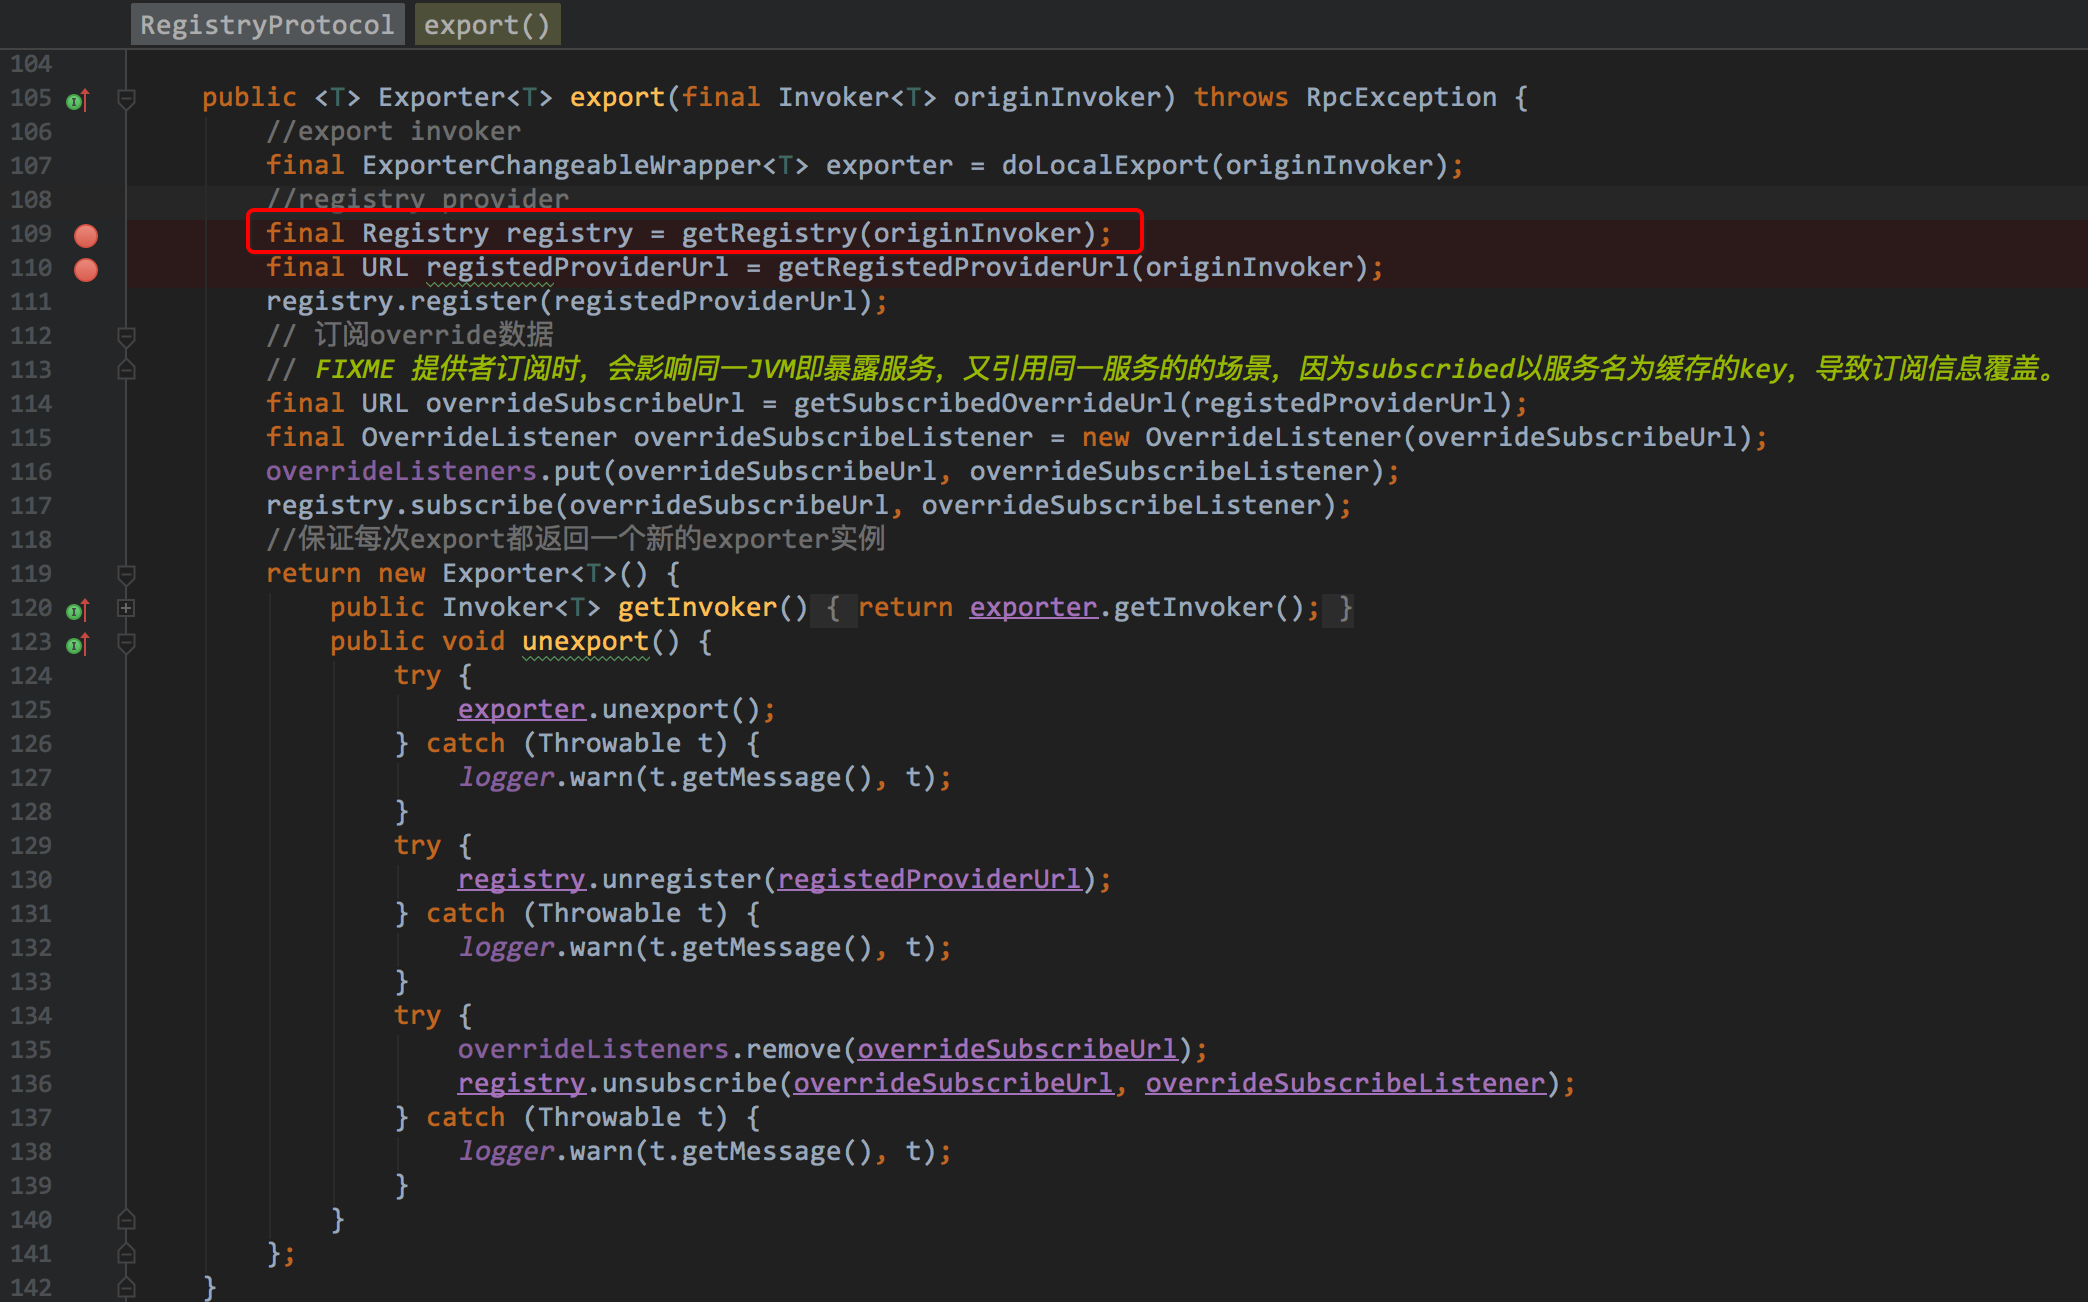 RegistryProtocol export()
104
105 public <T> Exporter<T> export(final Invoker<T> originInvoker) throws RpcException {
106 //export invoker
107 final ExporterChangeableWrapper<T> exporter = doLocalExport(originInvoker);
108 //registry provider
109 final Registry registry = getRegistry(originInvoker);
110 final URL registedProviderUrl = getRegistedProviderUrl(originInvoker);
111 registry.register(registedProviderUrl);
112 // 订阅override数据
113 // FIXME 提供者订阅时，会影响同一JVM即暴露服务，又引用同一服务的的场景，因为subscribed以服务名为缓存的key，导致订阅信息覆盖。
114 final URL overrideSubscribeUrl = getSubscribedOverrideUrl(registedProviderUrl);
115 final OverrideListener overrideSubscribeListener = new OverrideListener(overrideSubscribeUrl);
116 overrideListeners.put(overrideSubscribeUrl, overrideSubscribeListener);
117 registry.subscribe(overrideSubscribeUrl, overrideSubscribeListener);
118 //保证每次export都返回一个新的exporter实例
119 return new Exporter<T>() {
120 public Invoker<T> getInvoker() { return exporter.getInvoker(); }
123 public void unexport() {
124 try {
125 exporter.unexport();
126 } catch (Throwable t) {
127 logger.warn(t.getMessage(), t);
128 }
129 try {
130 registry.unregister(registedProviderUrl);
131 } catch (Throwable t) {
132 logger.warn(t.getMessage(), t);
133 }
134 try {
135 overrideListeners.remove(overrideSubscribeUrl);
136 registry.unsubscribe(overrideSubscribeUrl, overrideSubscribeListener);
137 } catch (Throwable t) {
138 logger.warn(t.getMessage(), t);
139 }
140 }
141 };
142 }